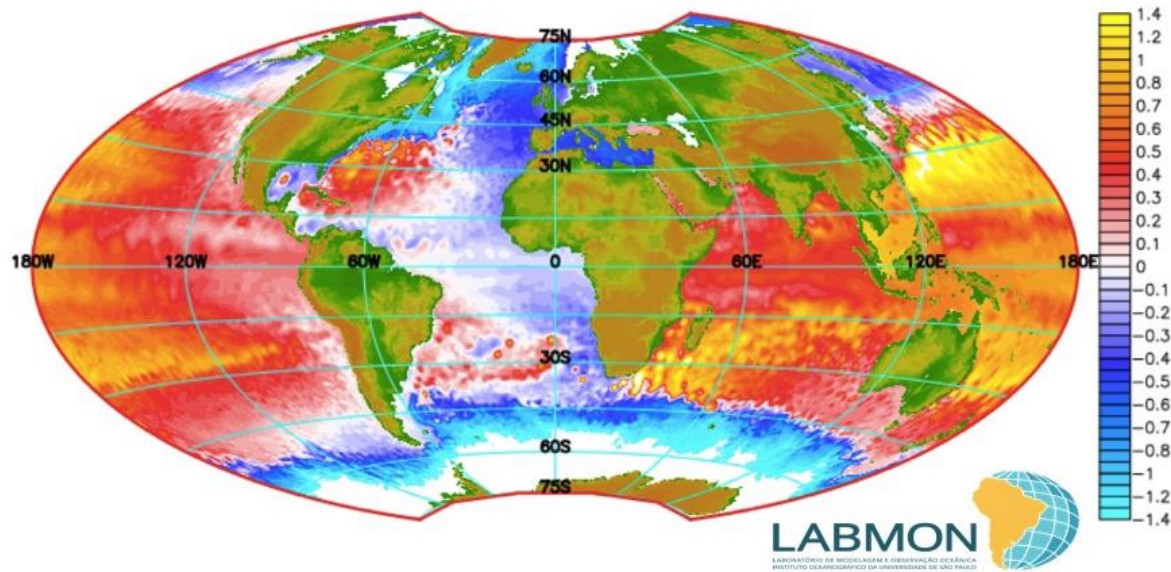 75N
60N
45N
30N
180W 120W 60W 0 60E 120E 180E
30S
60S
75S
1.4
1.2
1
0.8
0.7
0.6
0.5
0.4
0.3
0.2
0.1
0
-0.1
-0.2
-0.3
-0.4
-0.5
-0.6
-0.7
-0.8
-1
-1.2
-1.4
LABMON
LABORATÓRIO DE MODELAGEM E OBSERVAÇÃO OCEÂNICA
INSTITUTO OCEANOGRÁFICO DA UNIVERSIDADE DE SÃO PAULO